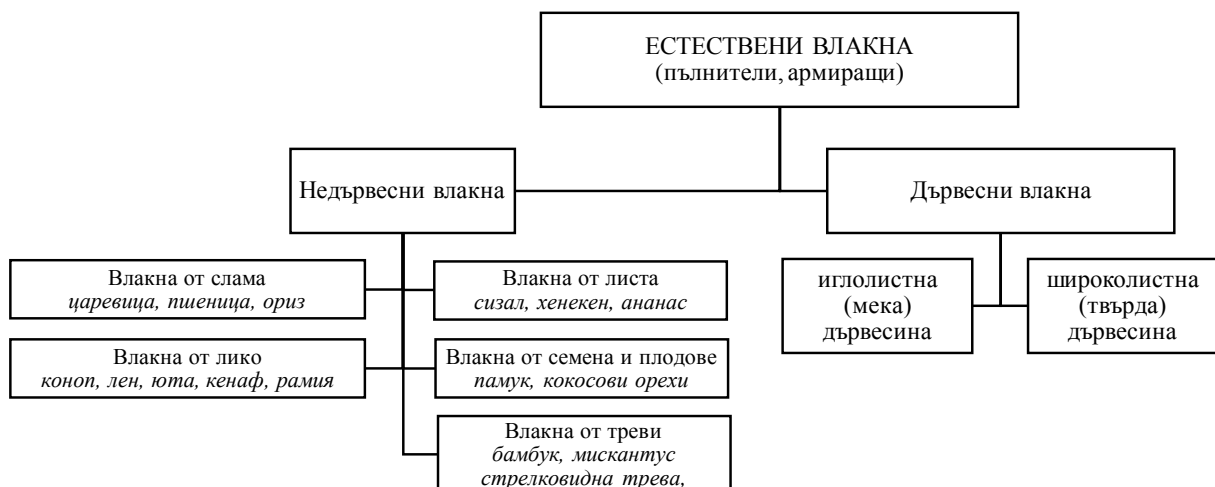 ЕСТЕСТВЕНИ ВЛАКНА
(пълнители, армиращи)
Недървесни влакна
Дървесни влакна
Влакна от слама
царевица, пшеница, ориз
Влакна от листа
сизал, хенекен, ананас
Влакна от лико
коноп, лен, юта, кенаф, рамия
Влакна от семена и плодове
памук, кокосови орехи
Влакна от треви
бамбук, мискантус
стрелковидна трева,
иглолистна
(мека)
дървесина
широколистна
(твърда)
дървесина